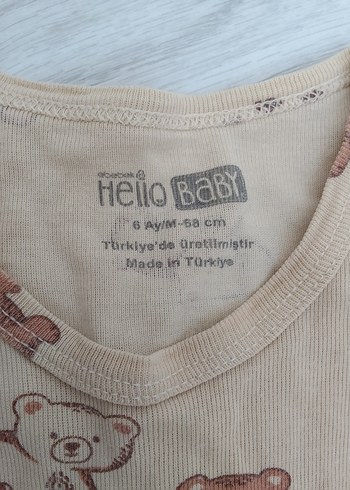 ebebek
Hello BABY
6 Ay/M-68 cm
Türkiye'de üretilmiştir
Made in Türkiye